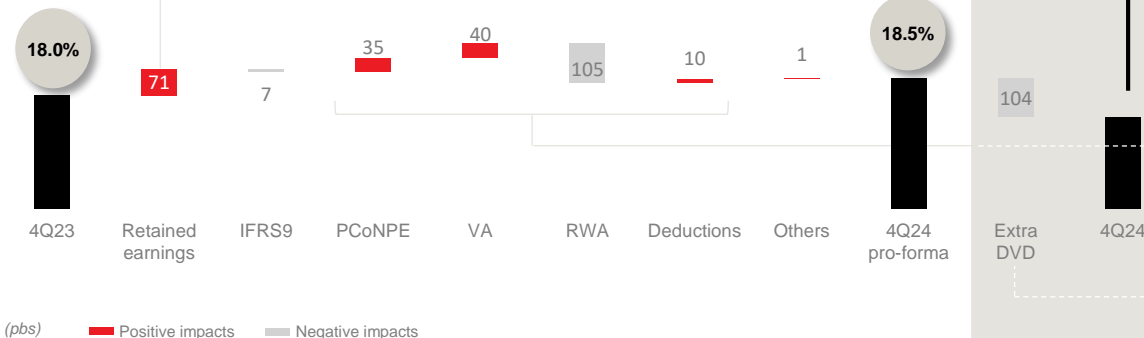 18.0%
71
7
35
40
105
10
1
18.5%
104
4Q23
Retained
earnings
IFRS9
PCoNPE
VA
RWA
Deductions
Others
4Q24
pro-forma
Extra
DVD
4Q24
(pbs)
Positive impacts
Negative impacts